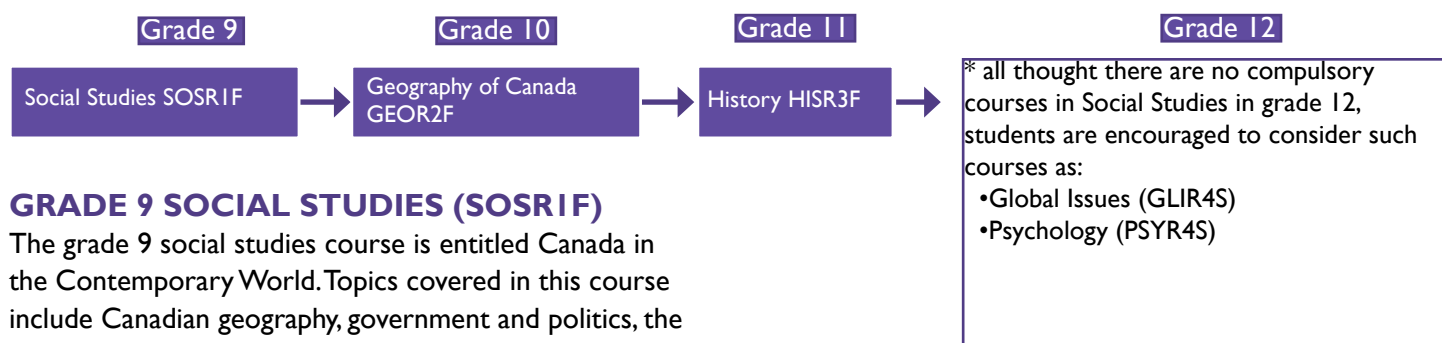 Grade 9
Grade 10
Grade 11
Grade 12
Social Studies SOSR1F
Geography of Canada
GEOR2F
History HISR3F
* all thought there are no compulsory
courses in Social Studies in grade 12,
students are encouraged to consider such
courses as:
•Global Issues (GLIR4S)
•Psychology (PSYR4S)
GRADE 9 SOCIAL STUDIES (SOSR1F)
The grade 9 social studies course is entitled Canada in
the Contemporary World. Topics covered in this course
include Canadian geography, government and politics, the